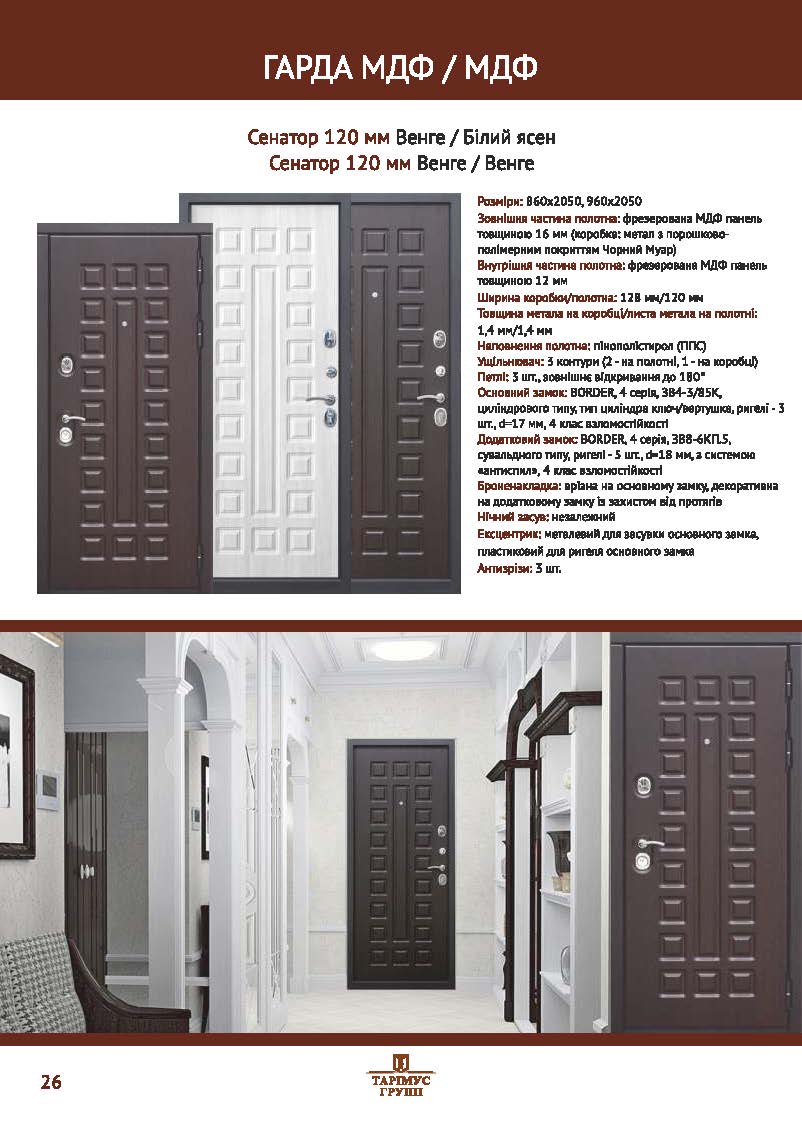 ГАРДА МДФ / МДФ
Сенатор 120 мм Венге / Білий ясен
Сенатор 120 мм Венге / Венге
Розміри: 860х2050, 960х2050
Зовнішня частина полотна: фрезерована МДФ панель
товщиною 16 мм (коробка: метал з порошково-
полімерним покриттям Чорний Муар)
Внутрішня частина полотна: фрезерована МДФ панель
товщиною 12 мм
Ширина коробки/полотна: 128 мм/120 мм
Товщина метала на коробці/листа метала на полотні:
1,4 мм/1,4 мм
Наповнення полотна: пінополістирол (ППС)
Ущільнювач: 3 контури (2 - на полотні, 1 - на коробці)
Петлі: 3 шт., зовнішнє відкривання до 180°
Основний замок: BORDER, 4 серія, ЗВ4-3/85К,
циліндрового типу, тип циліндра ключ/вертушка, ригелі - 3
шт., d=17 мм, 4 клас взломостійкості
Додатковий замок: BORDER, 4 серія, ЗВ8-6КП.5,
сувальдного типу, ригелі - 5 шт., d=18 мм, з системою
«антиспил», 4 клас взломостійкості
Броненакладка: врізна на основному замку, декоративна
на додатковому замку із захистом від протягів
Нічний засув: незалежний
Ексцентрик: металевий для засувки основного замка,
пластиковий для ригеля основного замка
Антизрізи: 3 шт.
26
ТАРІМУС
ГРУПП